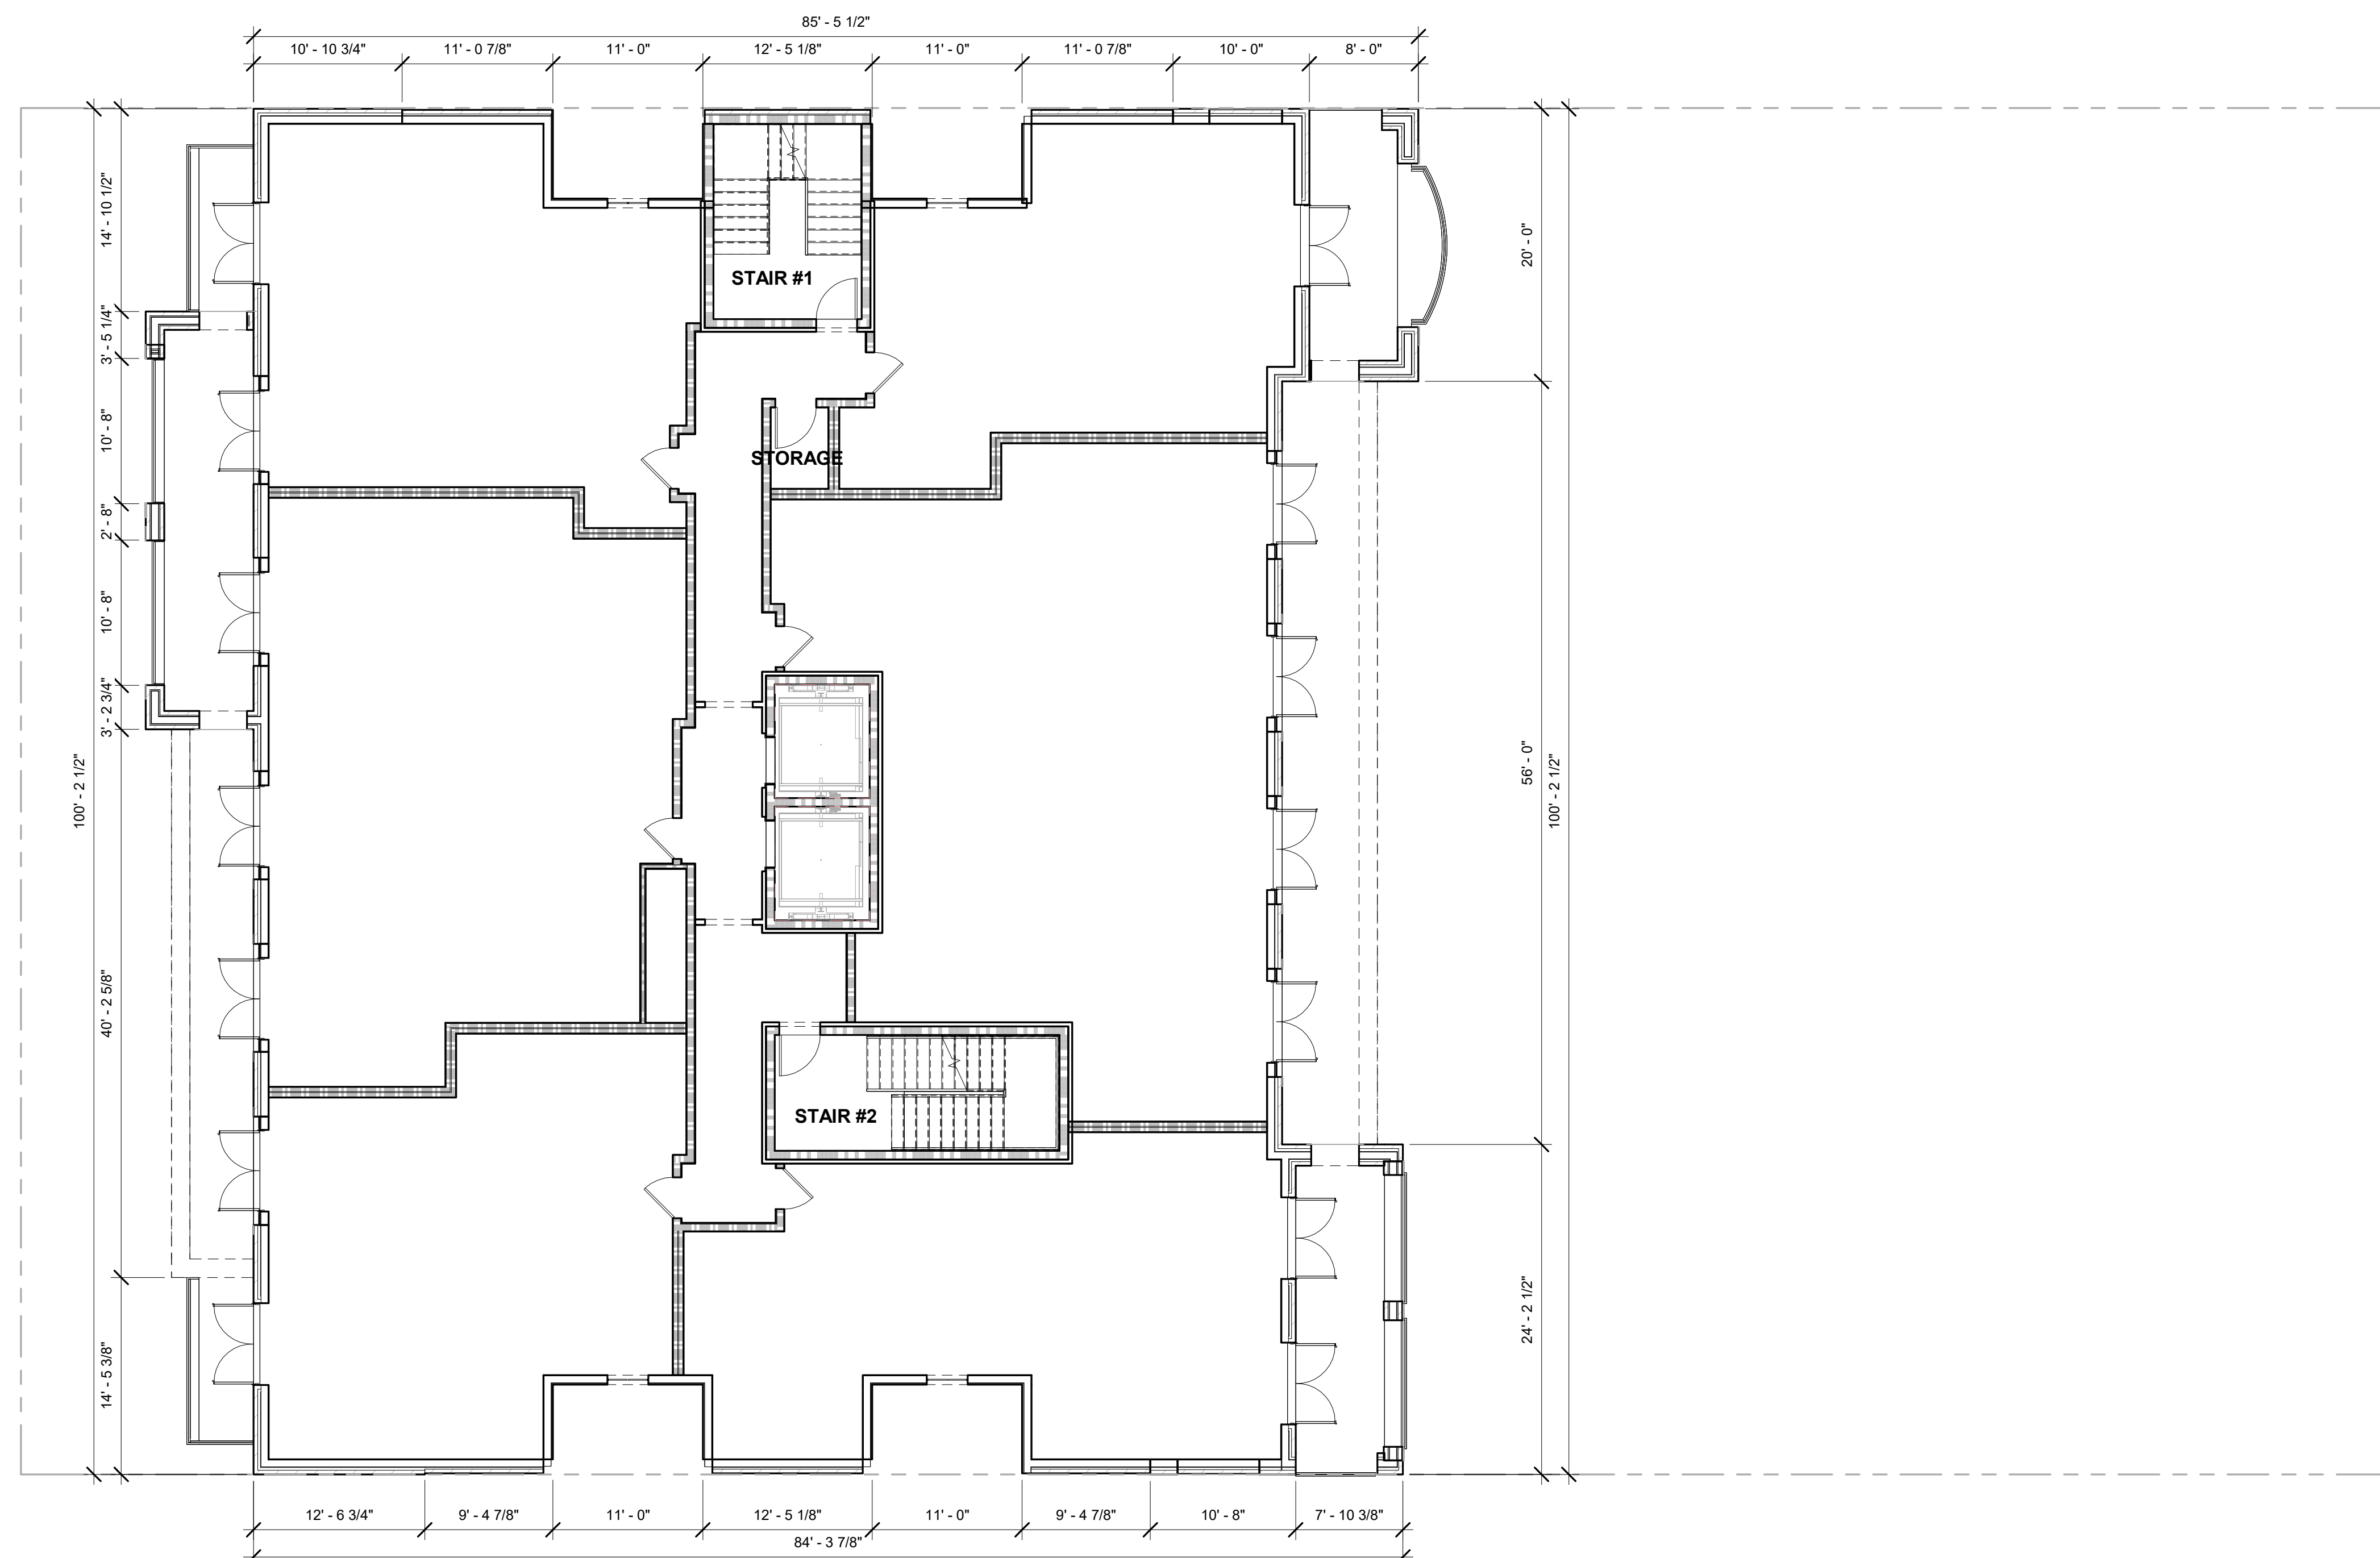 85' - 5 1/2"
10' - 10 3/4"
11' - 0 7/8"
11' - 0"
12' - 5 1/8"
11' - 0"
11' - 0 7/8"
10' - 0"
8' - 0"
14' - 10 1/2"
3' - 5 1/4"
10' - 8"
2' - 8"
10' - 8"
3' - 2 3/4"
100' - 2 1/2"
40' - 2 5/8"
14' - 5 3/8"
STAIR #1
STORAGE
STAIR #2
20' - 0"
56' - 0"
100' - 2 1/2"
24' - 2 1/2"
12' - 6 3/4"
9' - 4 7/8"
11' - 0"
12' - 5 1/8"
11' - 0"
9' - 4 7/8"
10' - 8"
7' - 10 3/8"
84' - 3 7/8"